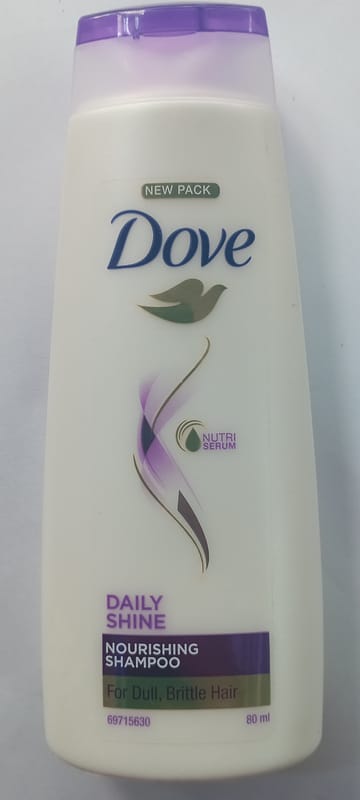 NEW PACK
Dove
NUTRI
SERUM
DAILY
SHINE
NOURISHING
SHAMPOO
For Dull, Brittle Hair
69715630 80 ml